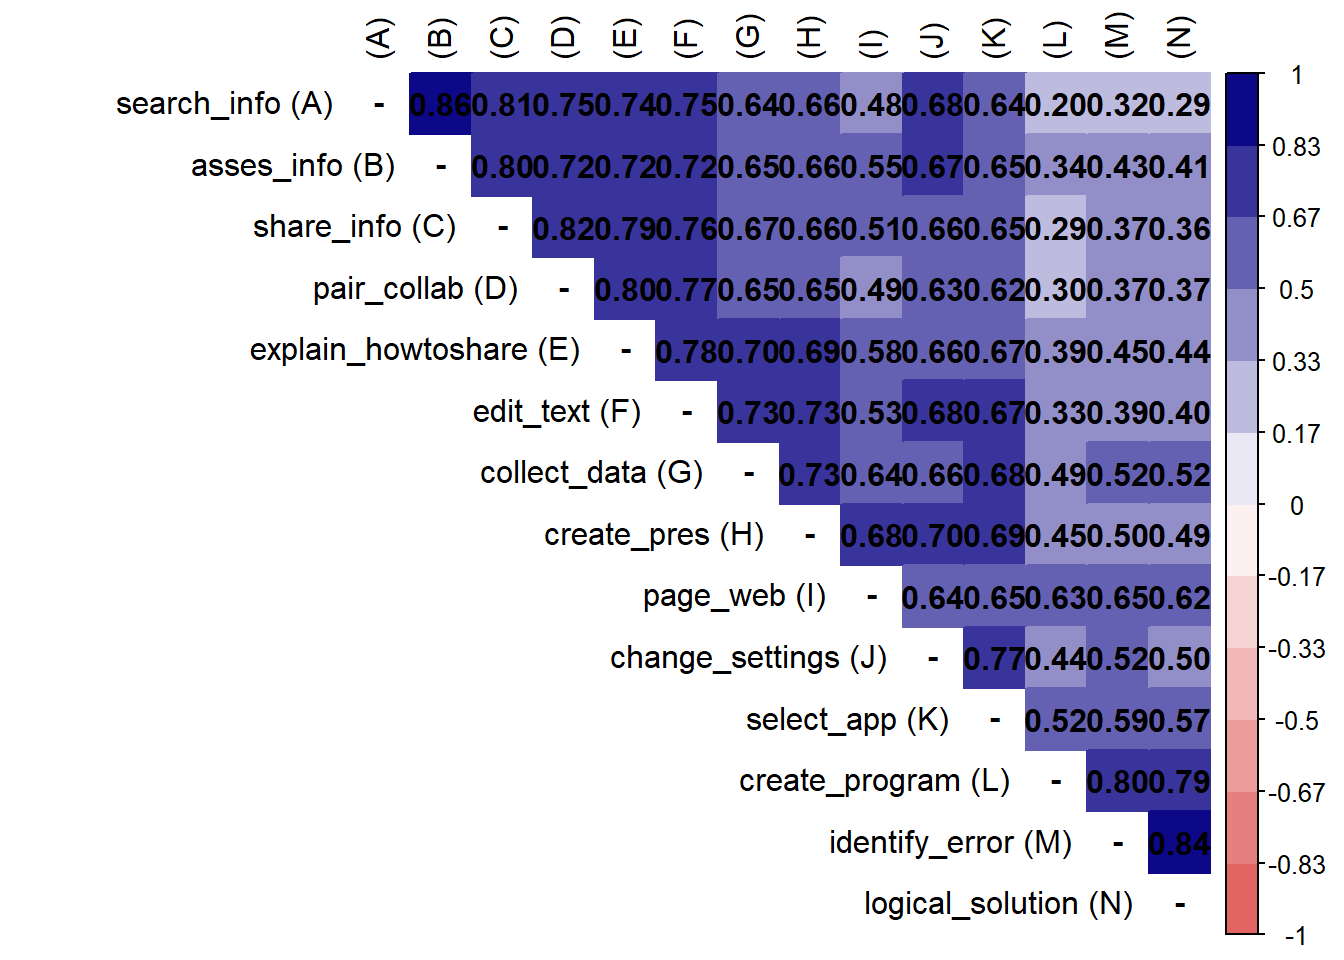 (A) (B) (C) (D) (E) (F) (G) (H) (I) (J) (K) (L) (M) (N)
search_info (A) - 0.86 0.81 0.75 0.74 0.75 0.64 0.66 0.48 0.68 0.64 0.20 0.32 0.29
asses_info (B) - 0.80 0.72 0.72 0.72 0.65 0.66 0.55 0.67 0.65 0.34 0.43 0.41
share_info (C) - 0.82 0.79 0.76 0.67 0.66 0.51 0.66 0.65 0.29 0.37 0.36
pair_collab (D) - 0.80 0.77 0.65 0.65 0.49 0.63 0.62 0.30 0.37 0.37
explain_howtoshare (E) - 0.78 0.70 0.69 0.58 0.66 0.67 0.39 0.45 0.44
edit_text (F) - 0.73 0.73 0.53 0.68 0.67 0.33 0.39 0.40
collect_data (G) - 0.73 0.64 0.66 0.68 0.49 0.52 0.52
create_pres (H) - 0.68 0.70 0.69 0.45 0.50 0.49
page_web (I) - 0.64 0.65 0.63 0.65 0.62
change_settings (J) - 0.77 0.44 0.52 0.50
select_app (K) - 0.52 0.59 0.57
create_program (L) - 0.80 0.79
identify_error (M) - 0.84
logical_solution (N) -
1
0.83
0.67
0.5
0.33
0.17
0
-0.17
-0.33
-0.5
-0.67
-0.83
-1